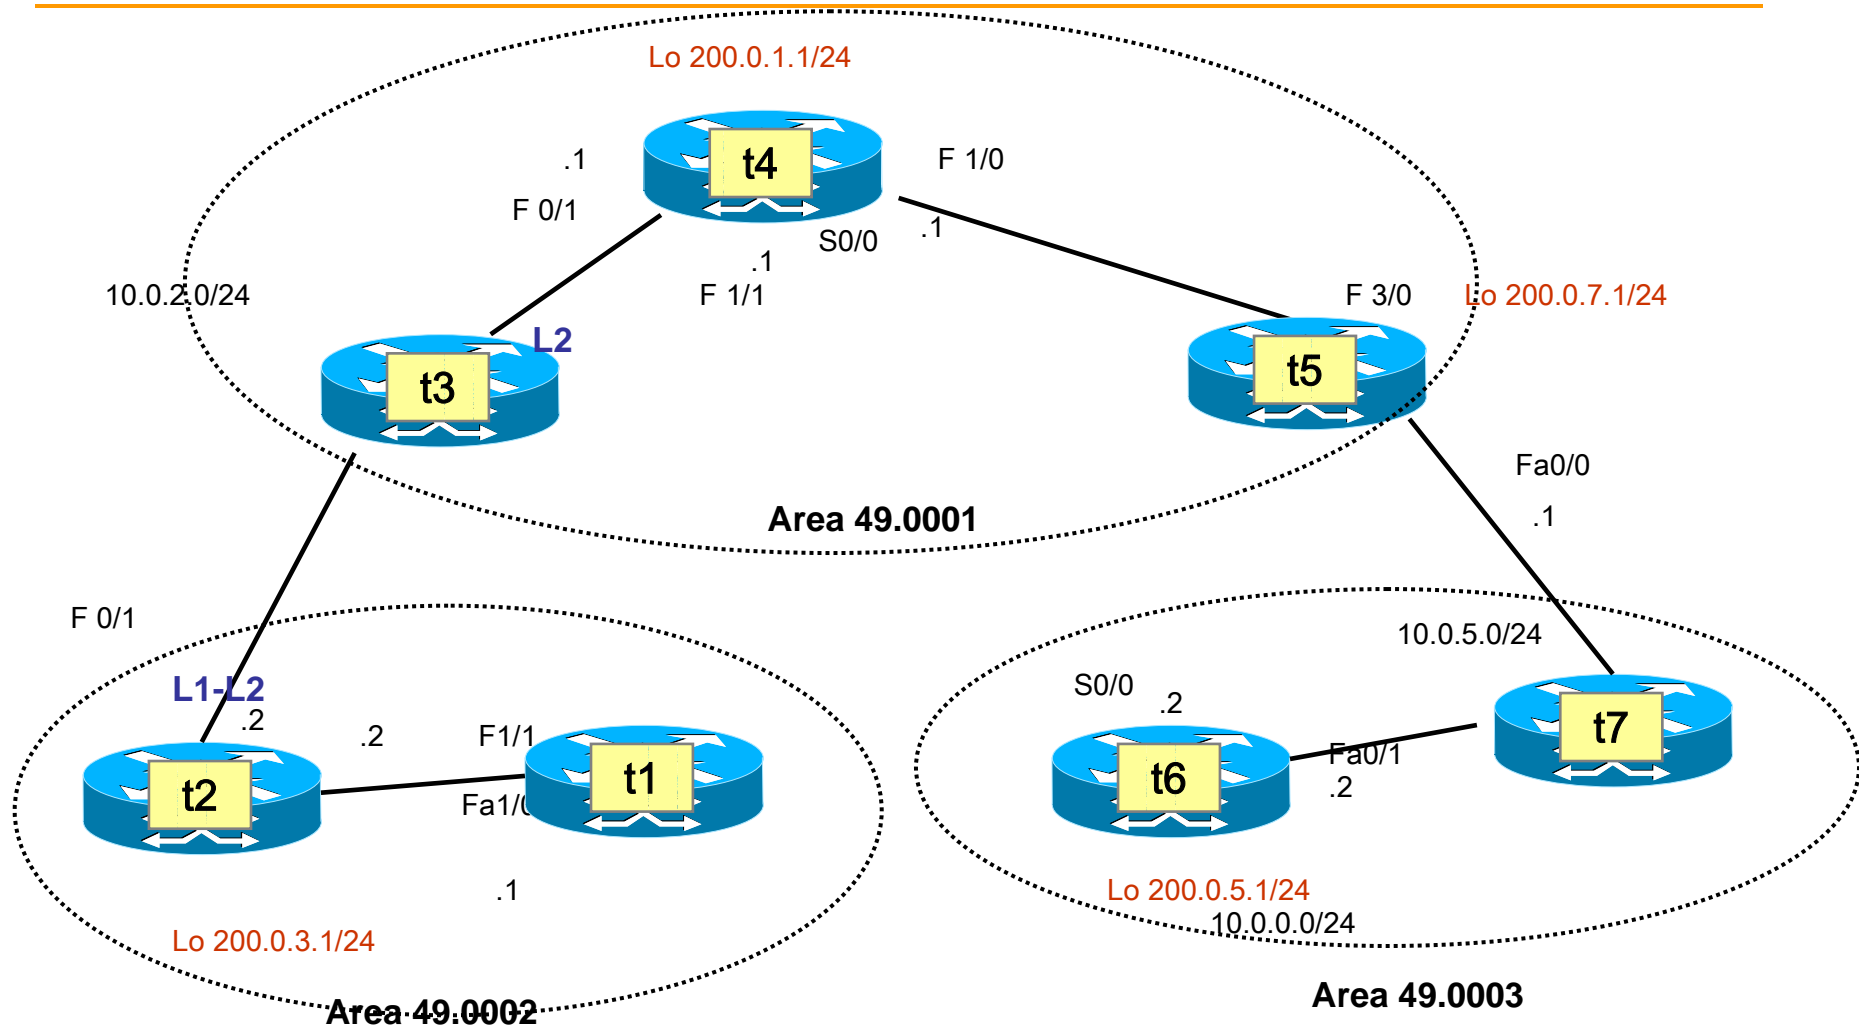 Lo 200.0.1.1/24
t4
.1
F 1/0
F 0/1
S0/0
.1
.1
10.0.2.0/24
F 1/1
F 3/0
Lo 200.0.7.1/24
L2
t3
t5
Fa0/0
Area 49.0001
.1
F 0/1
10.0.5.0/24
L1-L2
S0/0
.2
.2
.2
F1/1
t7
Fa0/1
t2
t1
t6
.2
Fa1/0
.1
Lo 200.0.5.1/24
10.0.0.0/24
Lo 200.0.3.1/24
Area 49.0003
Area 49.0002